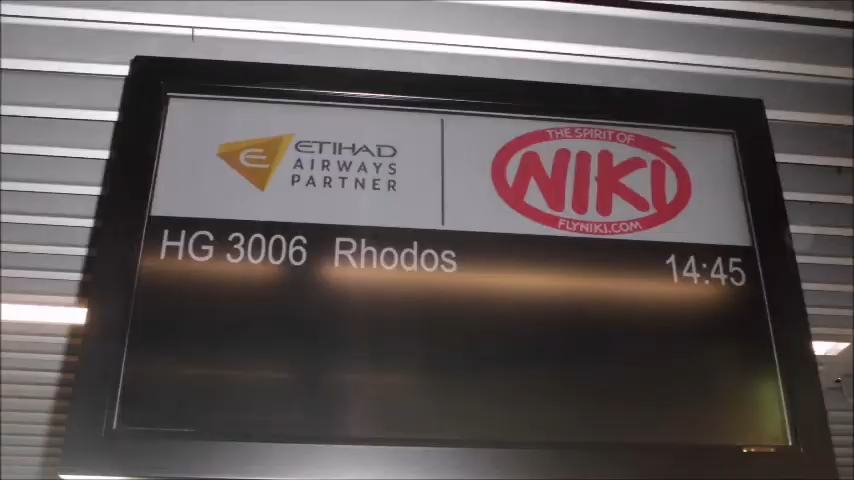 ETIHAD
AIRWAYS
PARTNER
THE SPIRIT OF
NIKI
FLYNIKI.COM
HG 3006 Rhodos 14:45